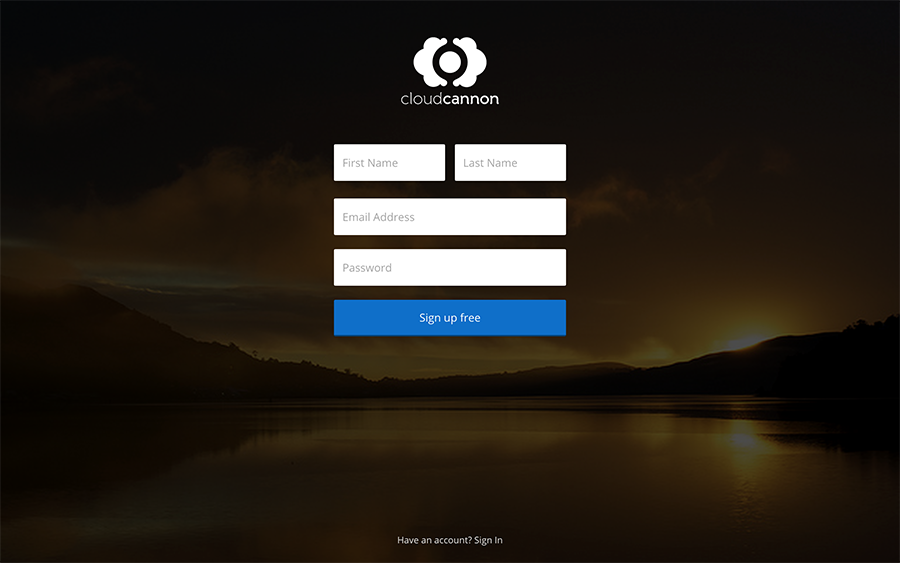 cloudcannon
First Name
Last Name
Email Address
Password
Sign up free
Have an account? Sign In